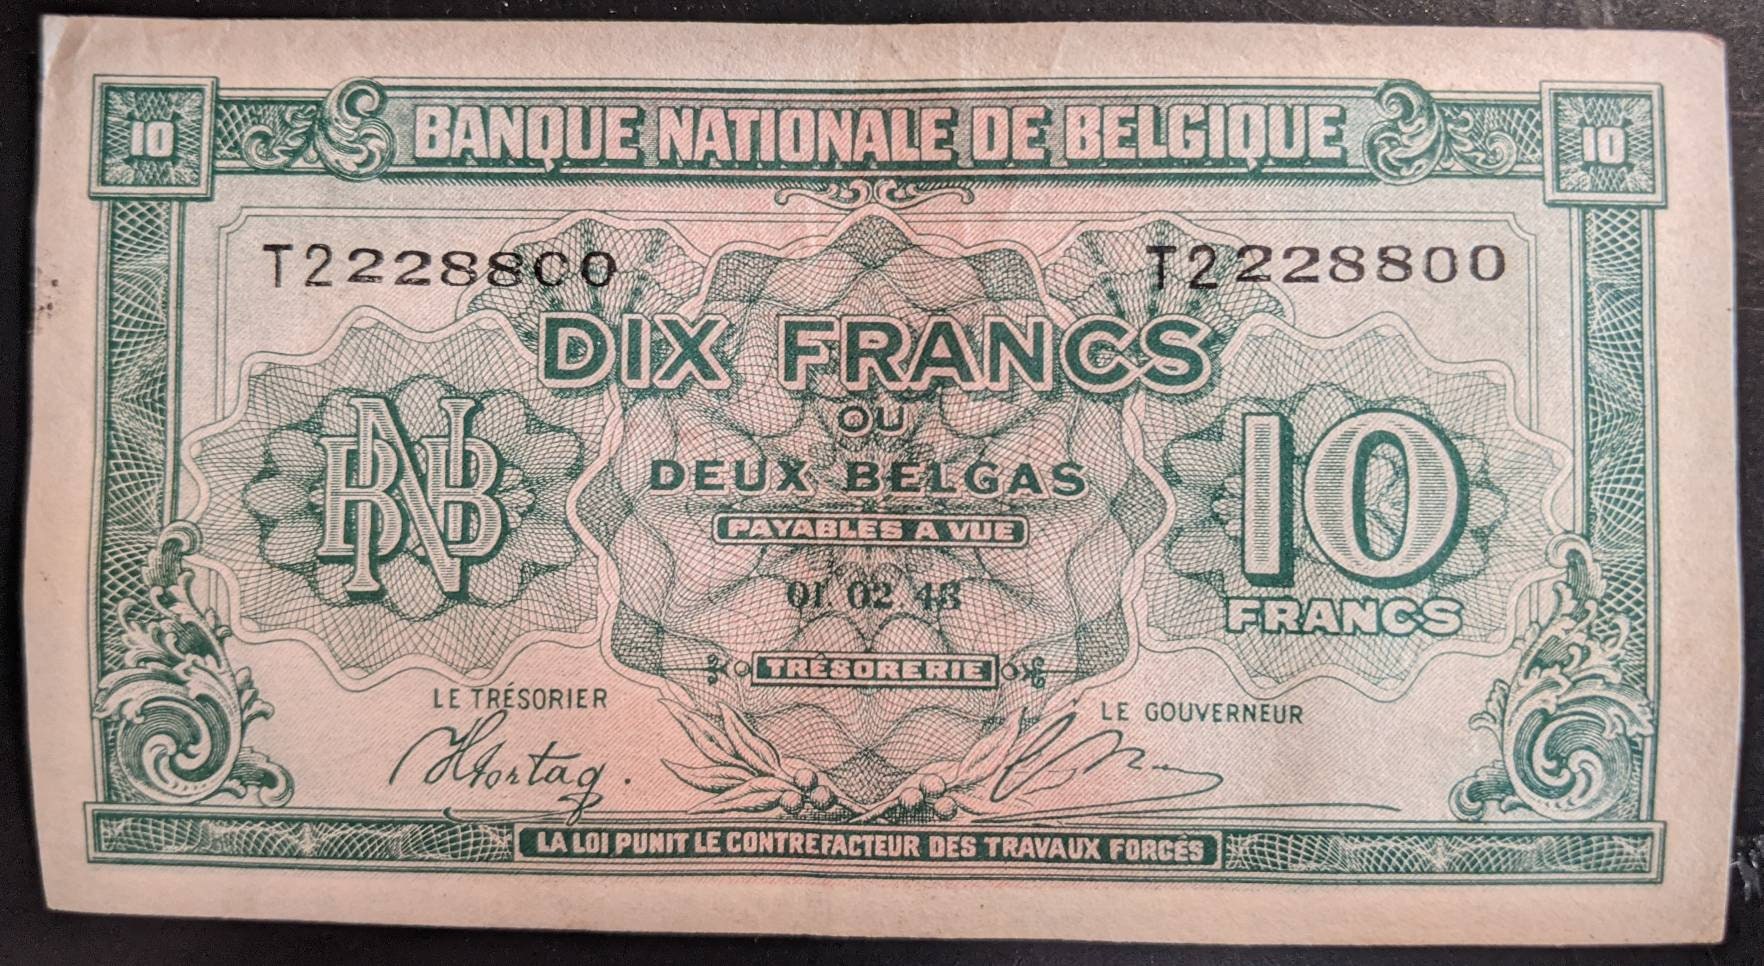 10 BANQUE NATIONALE DE BELGIQUE 10
T2228800 T2228800
DIX FRANCS
OU
DEUX BELGAS
PAYABLES A VUE
BNB 10
FRANCS
01.02.43
TRÉSORERIE
LE TRÉSORIER LE GOUVERNEUR
LA LOI PUNIT LE CONTREFACTEUR DES TRAVAUX FORCÉS